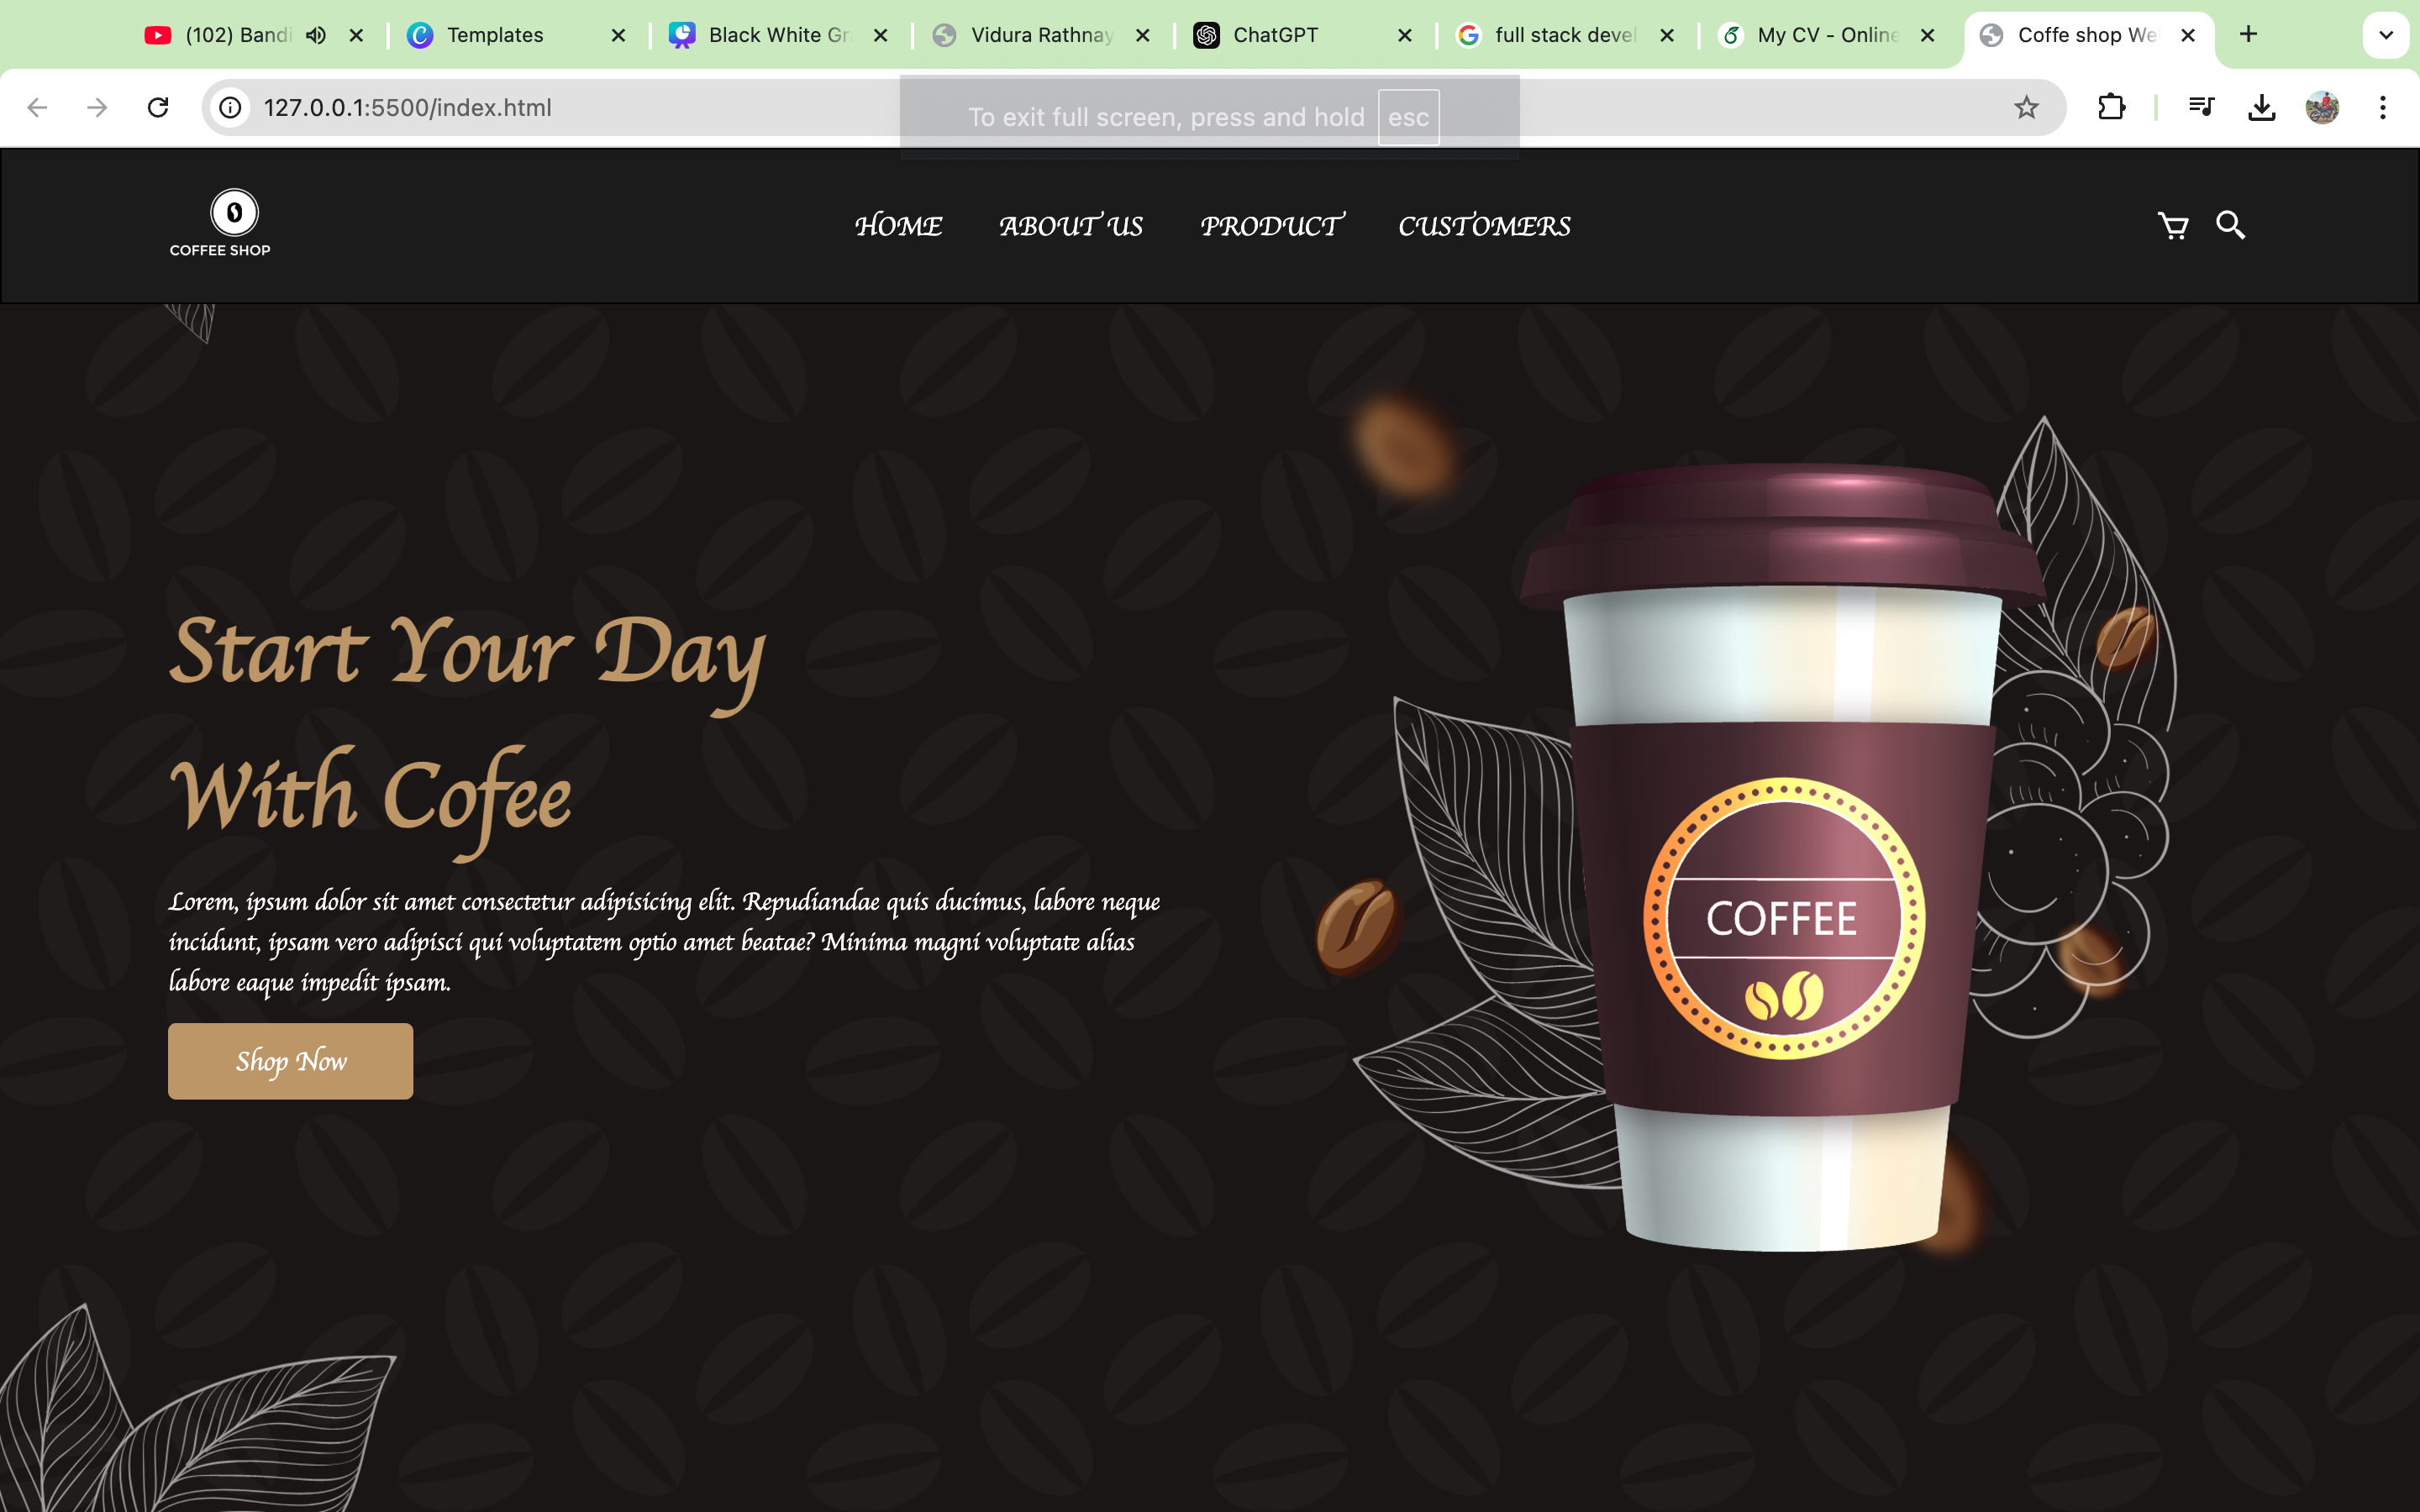 (102) Bandi
Templates
Black White Gr
Vidura Rathnay
ChatGPT
full stack devel
My CV - Online
Coffe shop We
127.0.0.1:5500/index.html
To exit full screen, press and hold esc
COFFEE SHOP
HOME
ABOUT US
PRODUCT
CUSTOMERS
Start Your Day
With Cofee
Lorem, ipsum dolor sit amet consectetur adipisicing elit. Repudiandae quis ducimus, labore neque
incidunt, ipsam vero adipisci qui voluptatem optio amet beatae? Minima magni voluptate alias
labore eaque impedit ipsam.
Shop Now
COFFEE